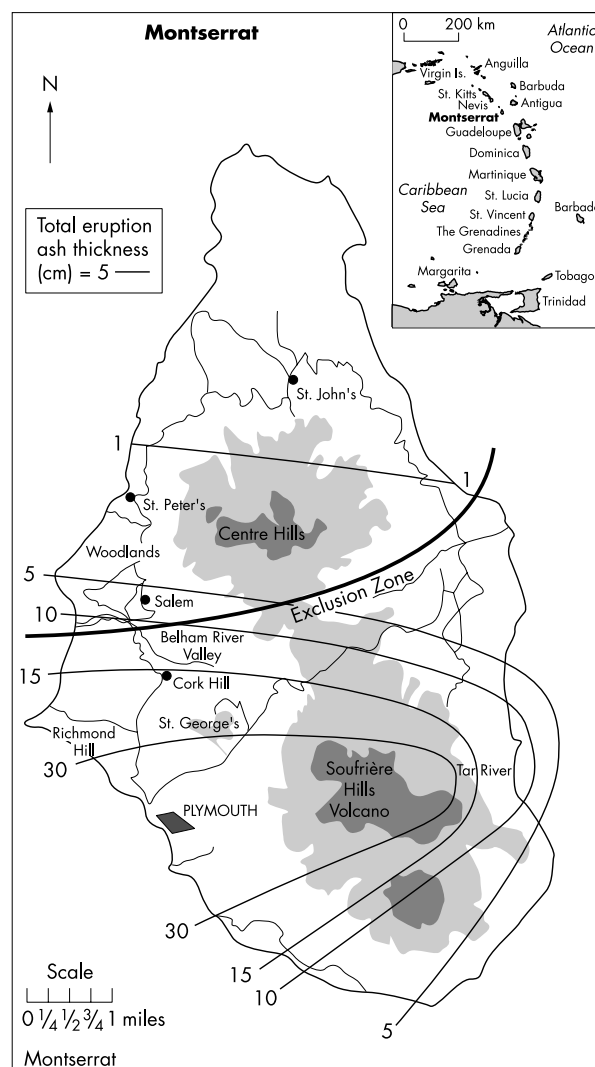 Montserrat
N
Total eruption
ash thickness
(cm) = 5
0 200 km
Atlantic
Ocean
Virgin Is.
Anguilla
St. Kitts
Nevis
Barbuda
Antigua
Montserrat
Guadeloupe
Dominica
Martinique
Caribbean
Sea
St. Lucia
St. Vincent
Barbado
The Grenadines
Grenada
Margarita
Tobago
Trinidad
St. John's
1
1
St. Peter's
Centre Hills
Woodlands
5
Salem
Exclusion Zone
10
Belham River
Valley
15
Cork Hill
St. George's
Richmond
Hill
30
Soufrière
Hills
Volcano
Tar River
PLYMOUTH
30
15
10
5
Scale
0 ¼ ½ ¾ 1 miles
Montserrat